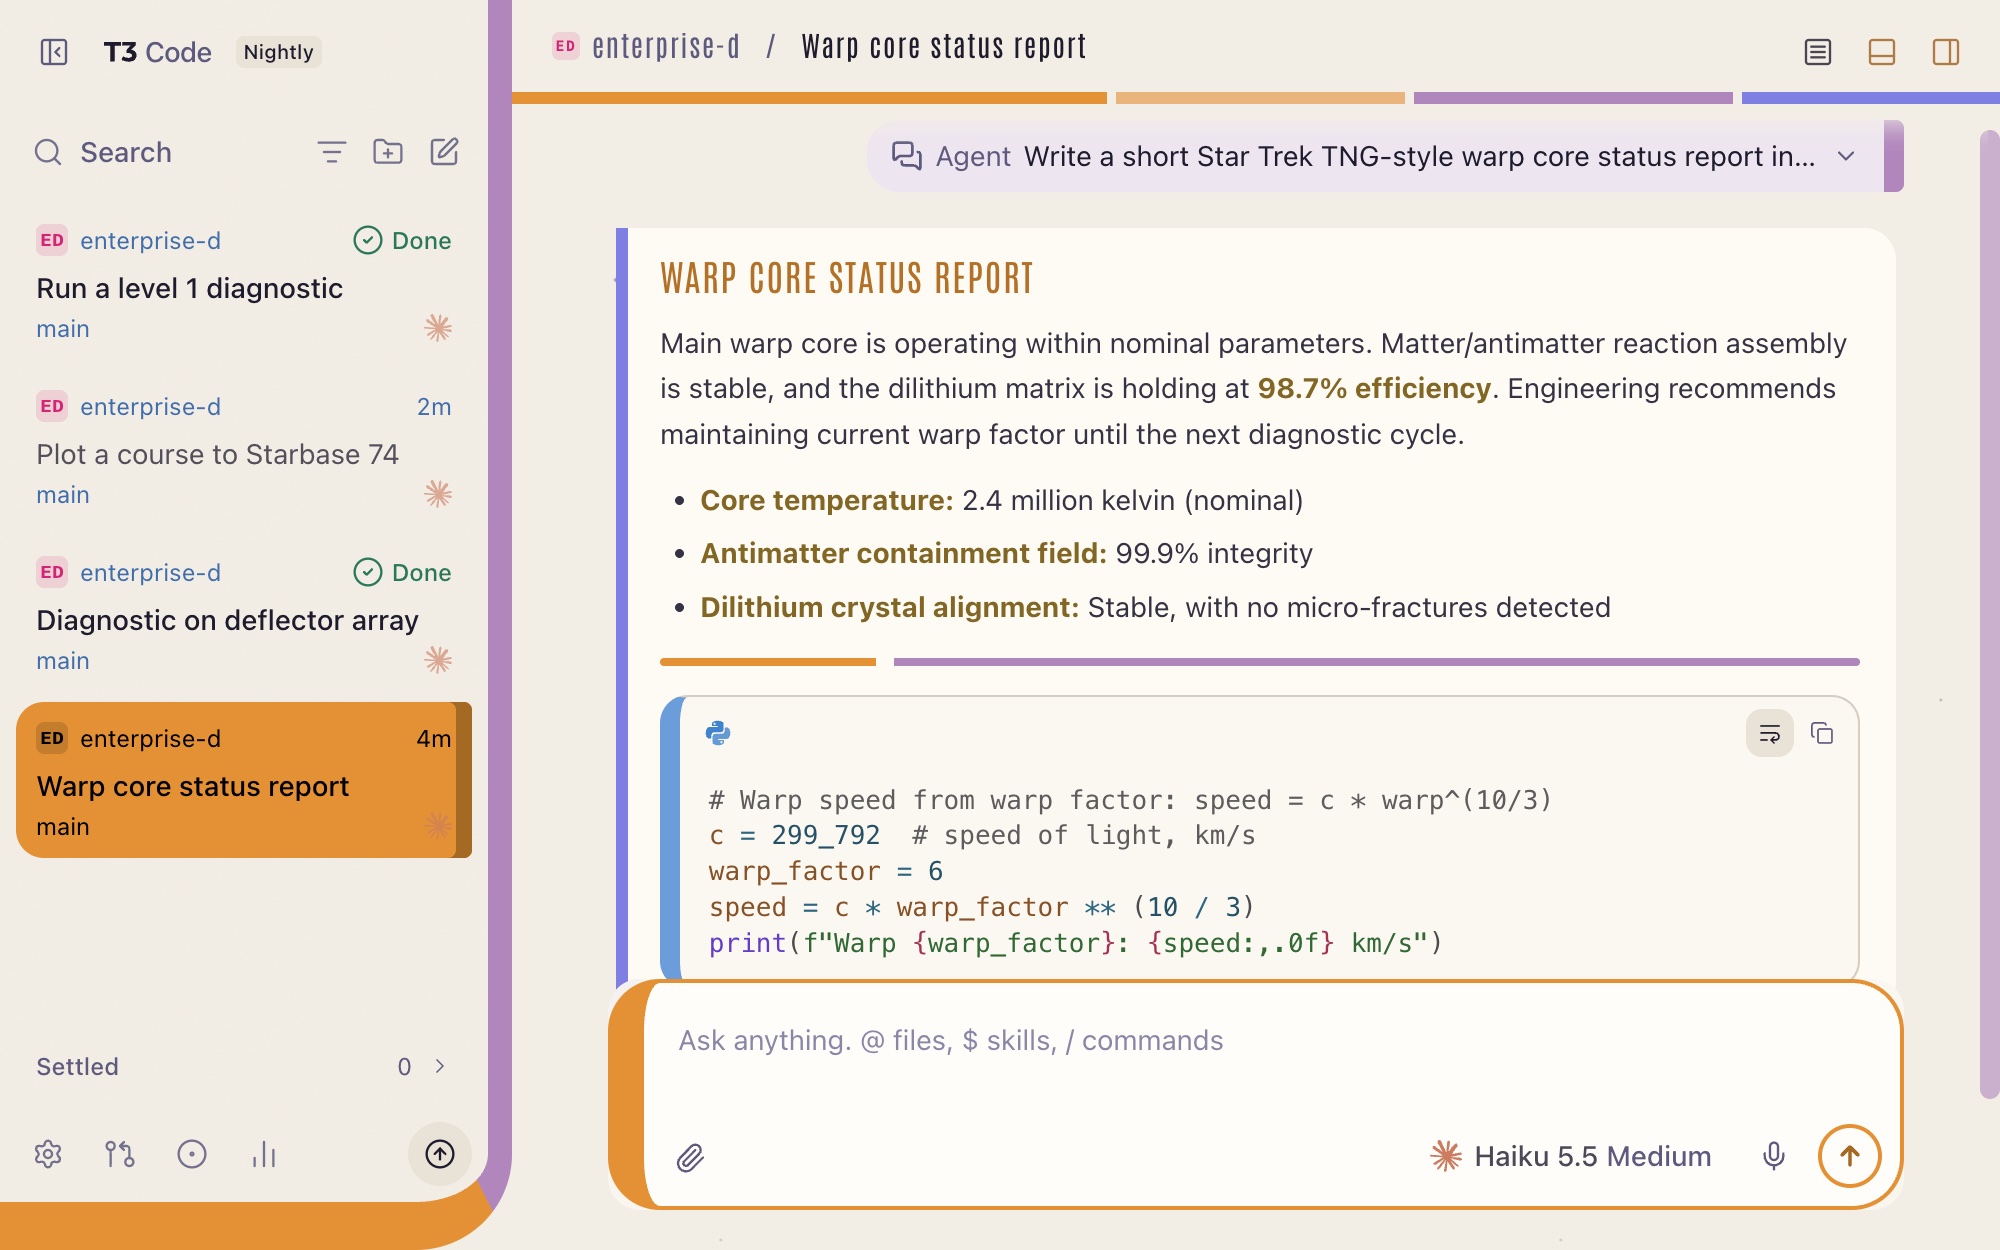 T3 Code Nightly
Search
ED enterprise-d Done
Run a level 1 diagnostic
main
ED enterprise-d 2m
Plot a course to Starbase 74
main
ED enterprise-d Done
Diagnostic on deflector array
main
ED enterprise-d 4m
Warp core status report
main
Settled 0
ED enterprise-d / Warp core status report
Agent Write a short Star Trek TNG-style warp core status report in...
WARP CORE STATUS REPORT
Main warp core is operating within nominal parameters. Matter/antimatter reaction assembly
is stable, and the dilithium matrix is holding at 98.7% efficiency. Engineering recommends
maintaining current warp factor until the next diagnostic cycle.
• Core temperature: 2.4 million kelvin (nominal)
• Antimatter containment field: 99.9% integrity
• Dilithium crystal alignment: Stable, with no micro-fractures detected
# Warp speed from warp factor: speed = c * warp^(10/3)
c = 299_792  # speed of light, km/s
warp_factor = 6
speed = c * warp_factor ** (10 / 3)
print(f"Warp {warp_factor}: {speed:,.0f} km/s")
Ask anything. @ files, $ skills, / commands
Haiku 5.5 Medium